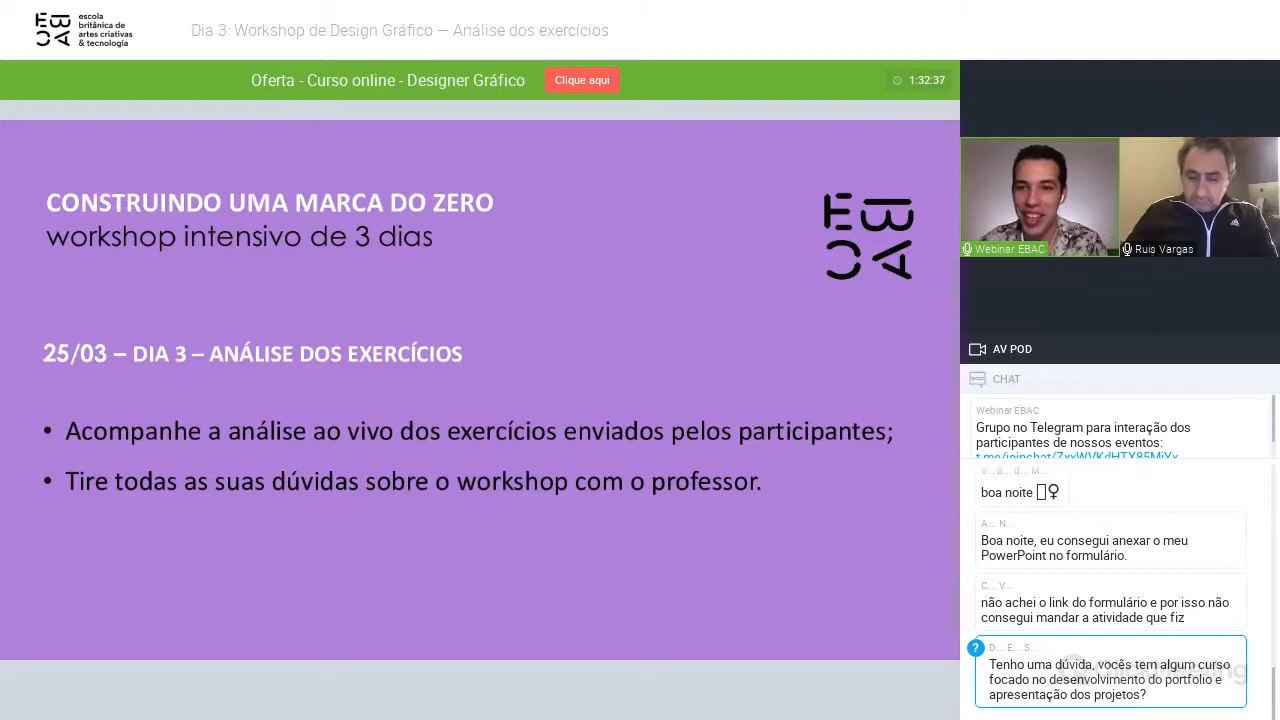 escola
britânica de
artes criativas
& tecnologia
Dia 3: Workshop de Design Gráfico — Análise dos exercícios
Oferta - Curso online - Designer Gráfico
Clique aqui
1:32:37
CONSTRUINDO UMA MARCA DO ZERO
workshop intensivo de 3 dias
EBAC
25/03 – DIA 3 – ANÁLISE DOS EXERCÍCIOS
• Acompanhe a análise ao vivo dos exercícios enviados pelos participantes;
• Tire todas as suas dúvidas sobre o workshop com o professor.
Webinar EBAC
Ruis Vargas
AV POD
CHAT
Webinar EBAC
Grupo no Telegram para interação dos
participantes de nossos eventos:
V... B... d... M...
boa noite
A... N...
Boa noite, eu consegui anexar o meu
PowerPoint no formulário.
C... V...
não achei o link do formulário e por isso não
consegui mandar a atividade que fiz
?
D... E... S...
Tenho uma dúvida, vocês tem algum curso
focado no desenvolvimento do portfolio e
apresentação dos projetos?